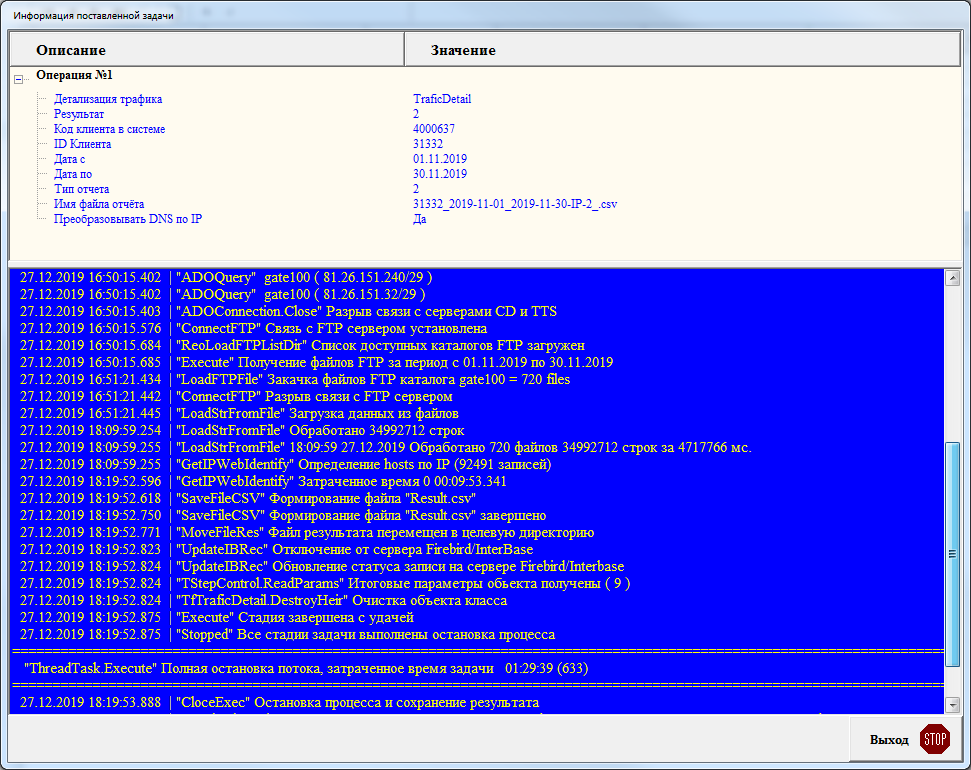 Информация поставленной задачи
Описание Значение
Операция №1
Детализация трафика TraficDetail
Результат 2
Код клиента в системе 4000637
ID Клиента 31332
Дата с 01.11.2019
Дата по 30.11.2019
Тип отчета 2
Имя файла отчёта 31332_2019-11-01_2019-11-30-IP-2_.csv
Преобразовывать DNS по IP Да
27.12.2019 16:50:15.402 | "ADOQuery" gate100 ( 81.26.151.240/29 )
27.12.2019 16:50:15.402 | "ADOQuery" gate100 ( 81.26.151.32/29 )
27.12.2019 16:50:15.403 | "ADOConnection.Close" Разрыв связи с серверами CD и TTS
27.12.2019 16:50:15.576 | "ConnectFTP" Связь с FTP сервером установлена
27.12.2019 16:50:15.684 | "ReoLoadFTPListDir" Список доступных каталогов FTP загружен
27.12.2019 16:50:15.685 | "Execute" Получение файлов FTP за период с 01.11.2019 по 30.11.2019
27.12.2019 16:51:21.434 | "LoadFTPFile" Закачка файлов FTP каталога gate100 = 720 files
27.12.2019 16:51:21.442 | "ConnectFTP" Разрыв связи с FTP сервером
27.12.2019 16:51:21.445 | "LoadStrFromFile" Загрузка данных из файлов
27.12.2019 18:09:59.254 | "LoadStrFromFile" Обработано 34992712 строк
27.12.2019 18:09:59.255 | "LoadStrFromFile" 18:09:59 27.12.2019 Обработано 720 файлов 34992712 строк за 4717766 мс.
27.12.2019 18:09:59.255 | "GetIPWebIdentify" Определение hosts по IP (92491 записей)
27.12.2019 18:19:52.596 | "GetIPWebIdentify" Затраченное время 0 00:09:53.341
27.12.2019 18:19:52.618 | "SaveFileCSV" Формирование файла "Result.csv"
27.12.2019 18:19:52.750 | "SaveFileCSV" Формирование файла "Result.csv" завершено
27.12.2019 18:19:52.771 | "MoveFileRes" Файл результата перемещен в целевую директорию
27.12.2019 18:19:52.823 | "UpdateIBRec" Отключение от сервера Firebird/InterBase
27.12.2019 18:19:52.824 | "UpdateIBRec" Обновление статуса записи на сервере Firebird/Interbase
27.12.2019 18:19:52.824 | "TStepControl.ReadParams" Итоговые параметры обьекта получены ( 9 )
27.12.2019 18:19:52.824 | "TfTraficDetail.DestroyHeir" Очистка объекта класса
27.12.2019 18:19:52.875 | "Execute" Стадия завершена с удачей
27.12.2019 18:19:52.875 | "Stopped" Все стадии задачи выполнены остановка процесса
"ThreadTask.Execute" Полная остановка потока, затраченное время задачи 01:29:39 (633)
27.12.2019 18:19:53.888 | "CloceExec" Остановка процесса и сохранение результата
Выход STOP